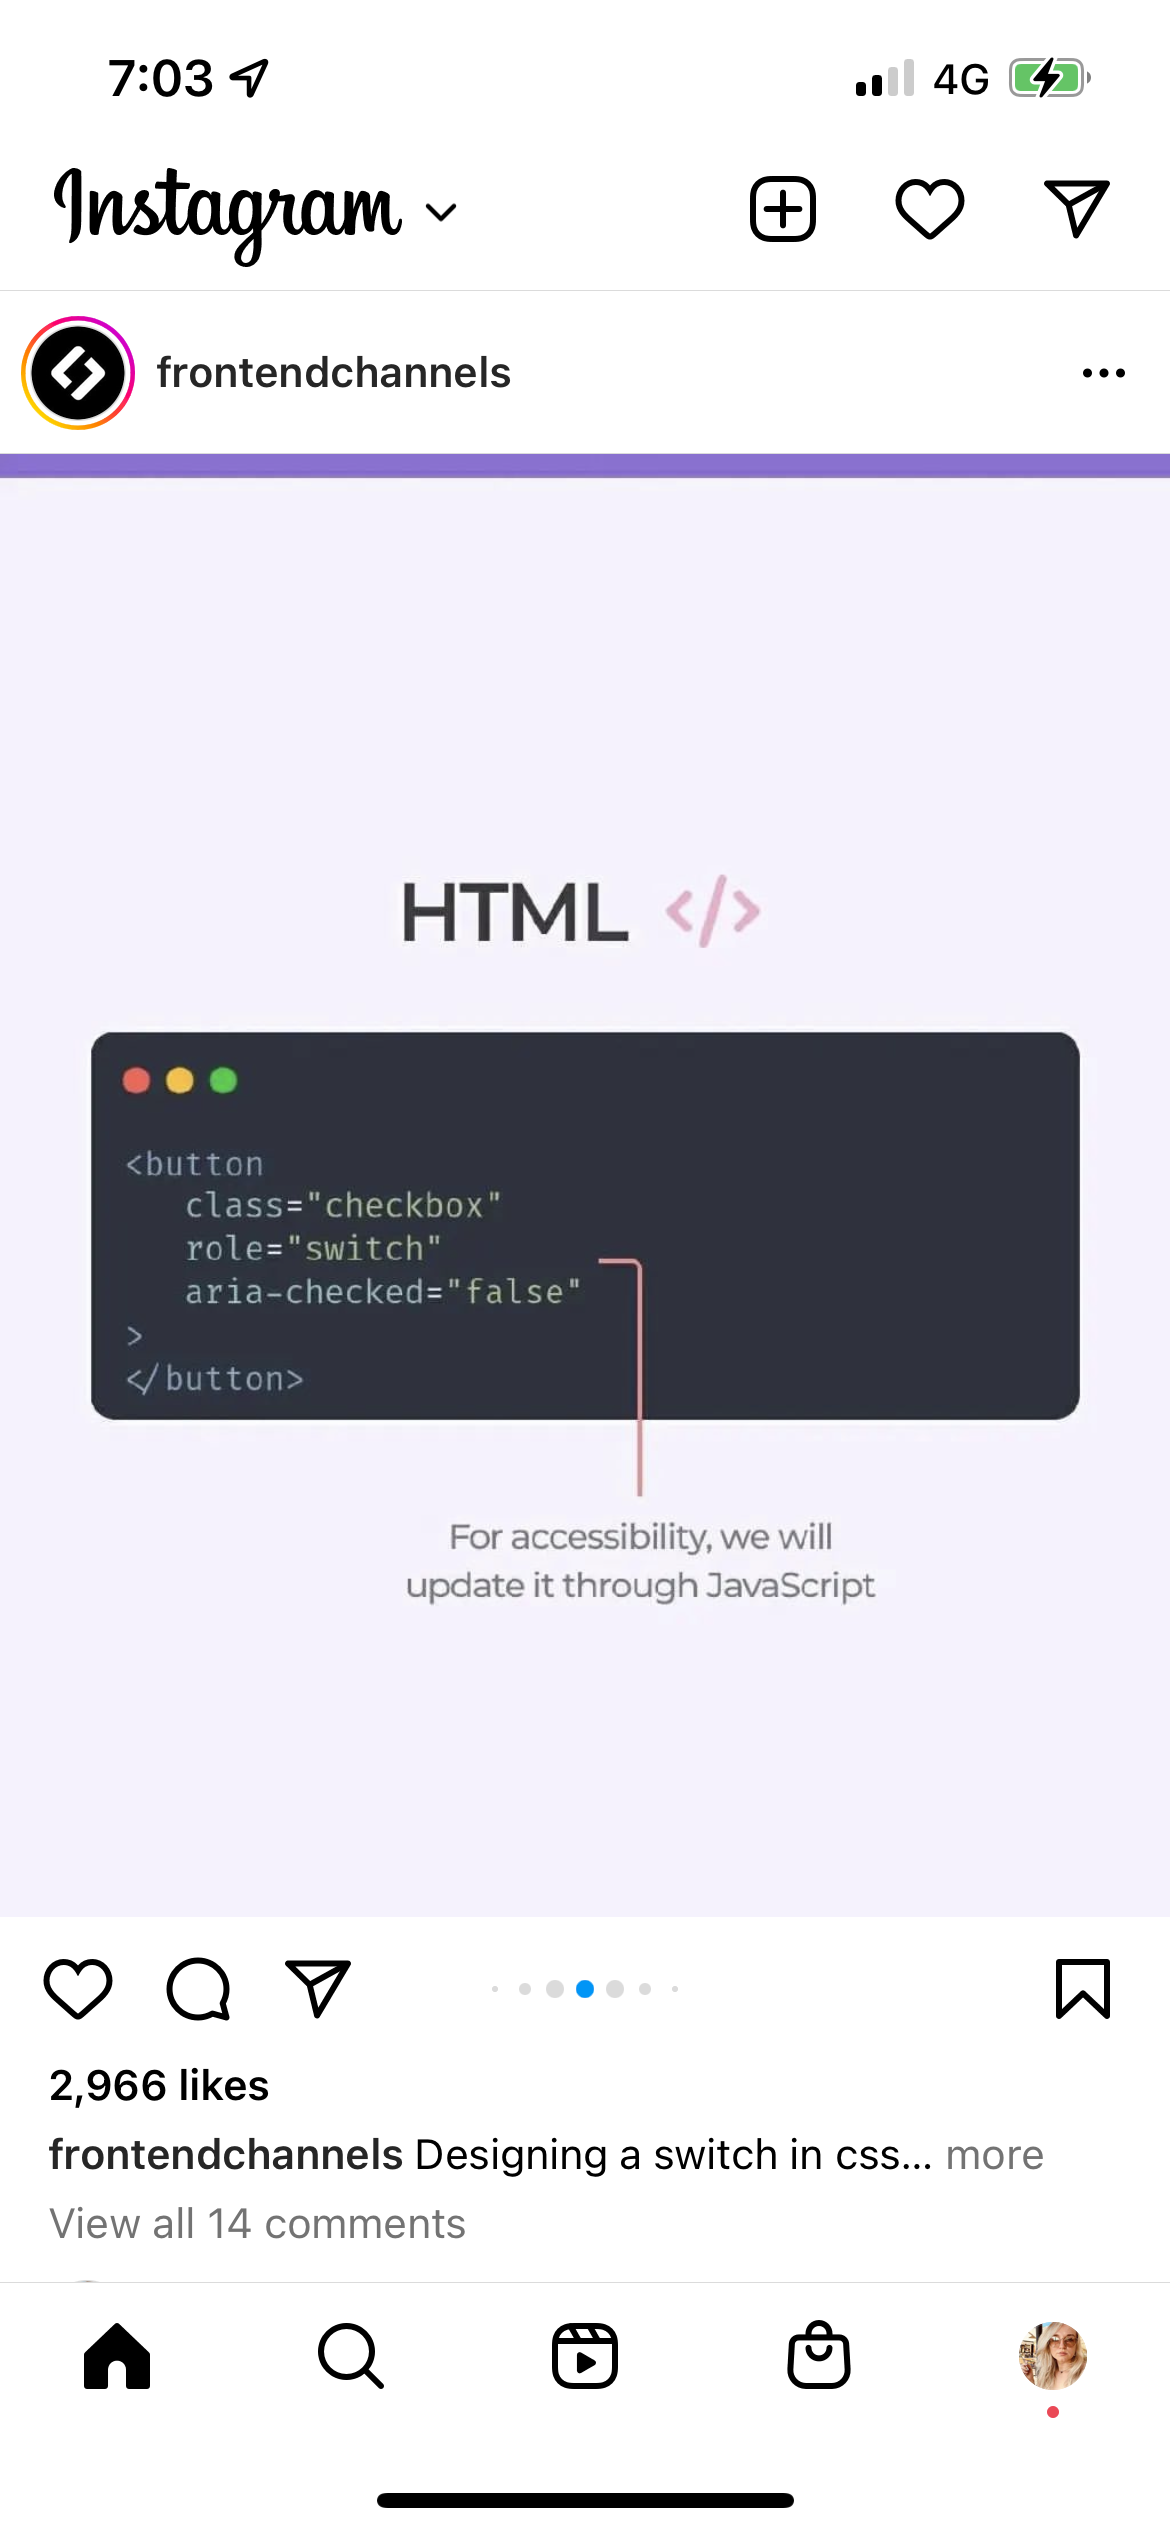 7:03 4G
Instagram
frontendchannels
HTML </>
<button
class="checkbox"
role="switch"
aria-checked="false"
>
</button>
For accessibility, we will
update it through JavaScript
2,966 likes
frontendchannels Designing a switch in css... more
View all 14 comments